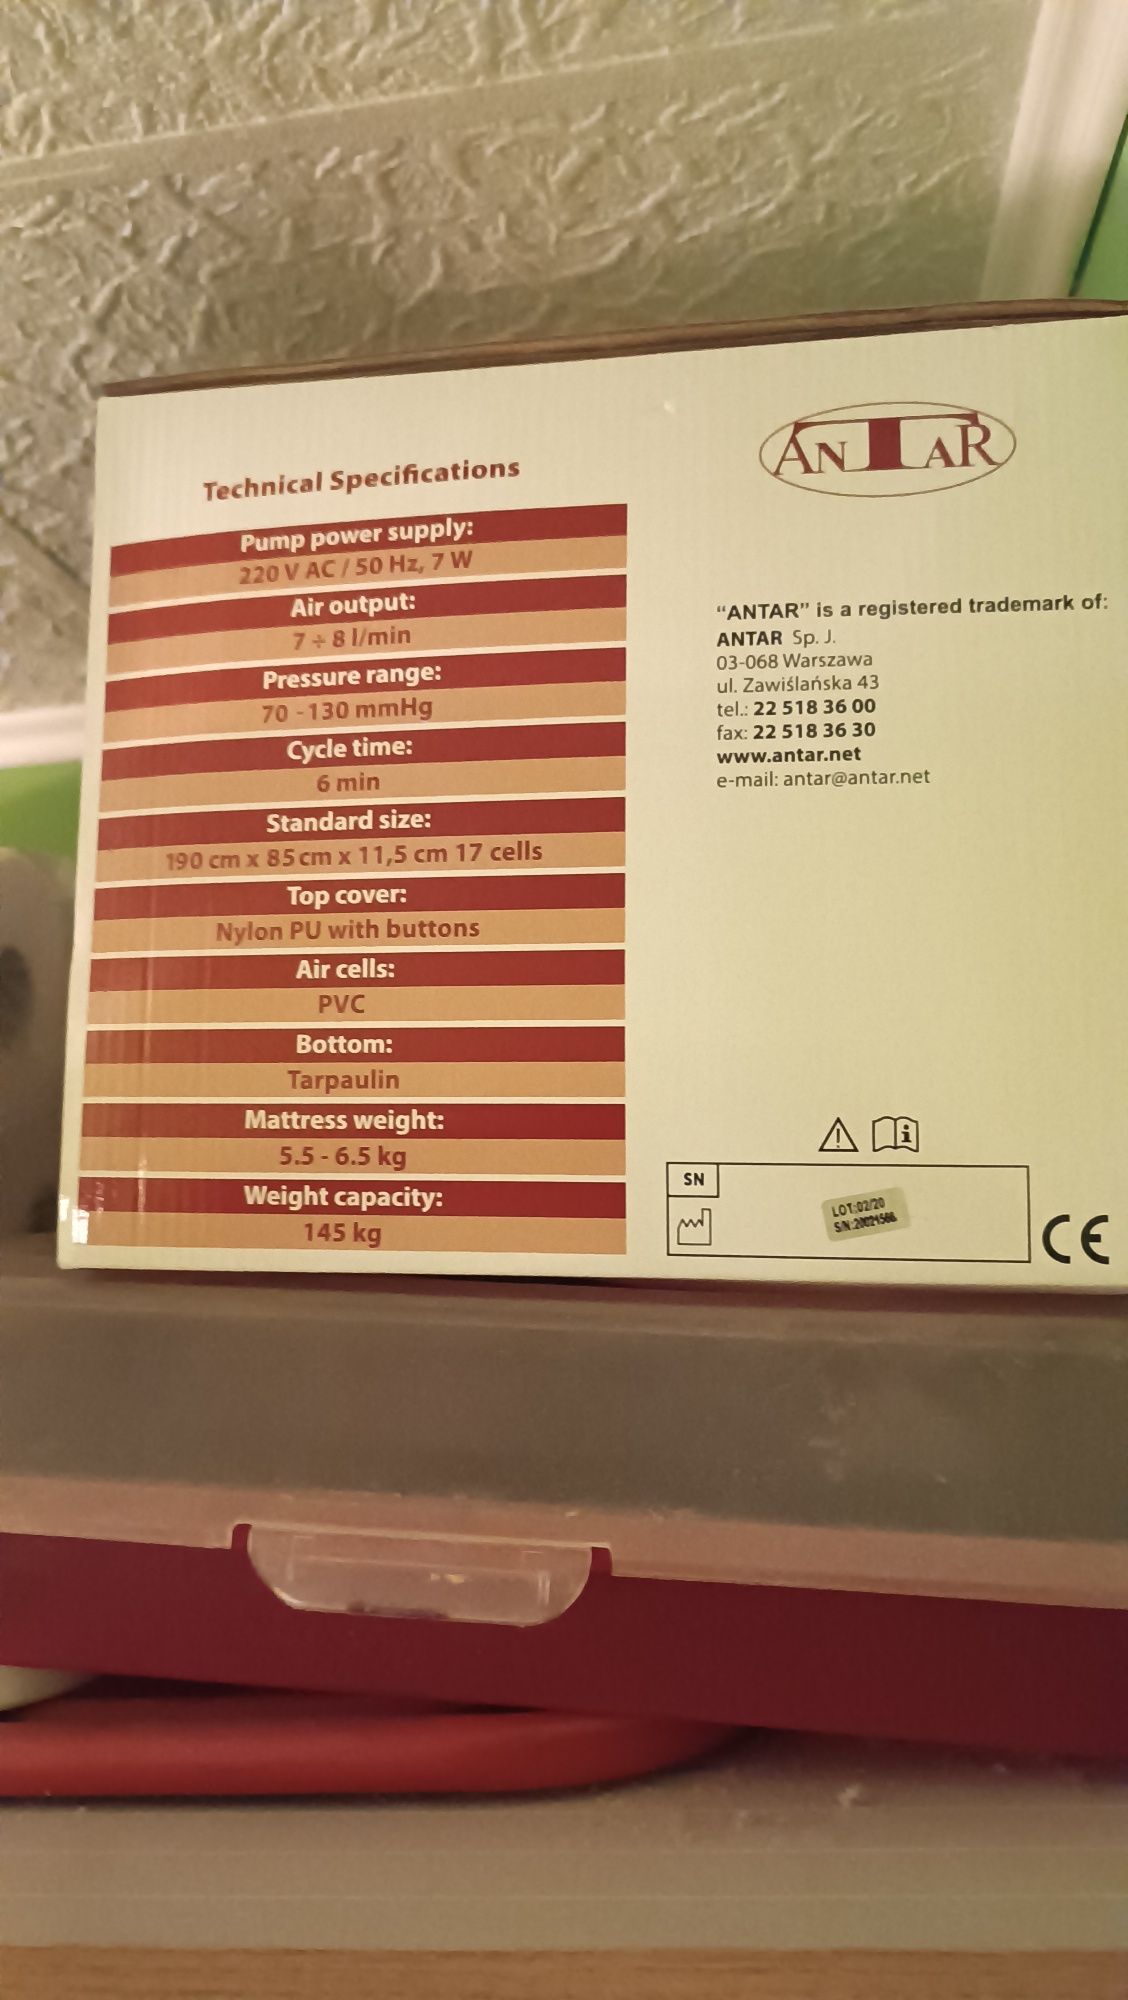 Technical Specifications
Pump power supply:
220 V AC / 50 Hz, 7 W
Air output:
7 ÷ 8 l/min
Pressure range:
70 - 130 mmHg
Cycle time:
6 min
Standard size:
190 cm x 85 cm x 11,5 cm 17 cells
Top cover:
Nylon PU with buttons
Air cells:
PVC
Bottom:
Tarpaulin
Mattress weight:
5.5 - 6.5 kg
Weight capacity:
145 kg
ANTAR
“ANTAR” is a registered trademark of:
ANTAR Sp. J.
03-068 Warszawa
ul. Zawiślańska 43
tel.: 22 518 36 00
fax: 22 518 36 30
www.antar.net
e-mail: antar@antar.net
SN
LOT:02/20
S/N:
CE